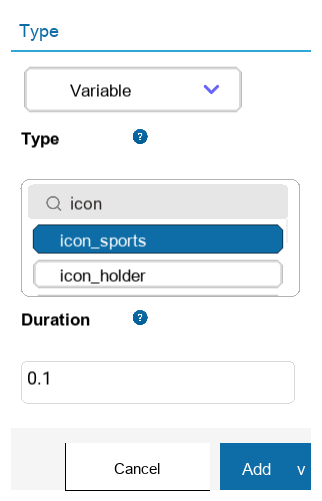 Type
Variable
Type ?
icon
icon_sports
icon_holder
Duration ?
0.1
Cancel
Add v